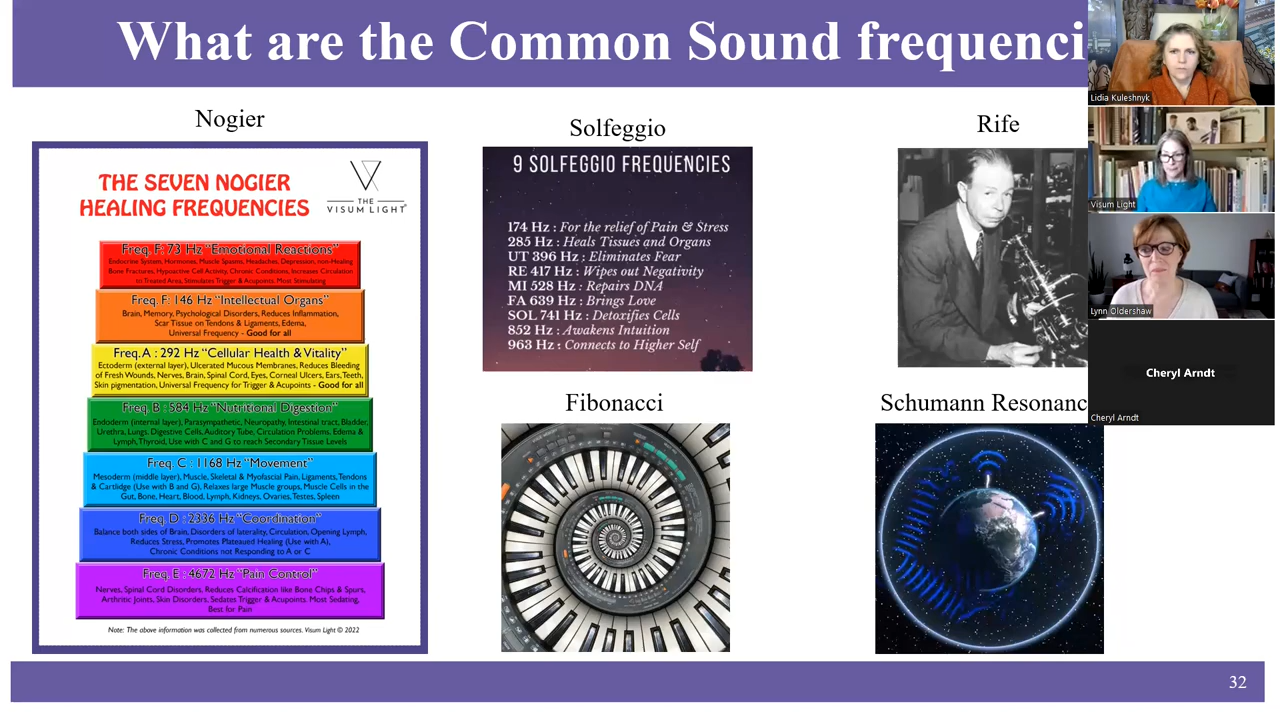 What are the Common Sound frequenci
Nogier
THE SEVEN NOGIER
HEALING FREQUENCIES
THE
VISUM LIGHT
Freq. F: 73 Hz "Emotional Reactions"
Endocrine System, Hormones, Muscle Spasms, Headaches, Depression, non-Healing
Bone Fractures, Hypoactive Cell Activity, Chronic Conditions, Increases Circulation
to Treated Area, Stimulates Trigger & Acupoints. Most Stimulating
Freq. F: 146 Hz "Intellectual Organs"
Brain, Memory, Psychological Disorders, Reduces Inflammation,
Scar Tissue on Tendons & Ligaments, Edema,
Universal Frequency - Good for all
Freq. A : 292 Hz "Cellular Health & Vitality"
Ectoderm (external layer), Ulcerated Mucous Membranes, Reduces Bleeding
of Fresh Wounds, Nerves, Brain, Spinal Cord, Eyes, Corneal Ulcers, Ears, Teeth,
Skin pigmentation, Universal Frequency for Trigger & Acupoints - Good for all
Freq. B : 584 Hz "Nutritional Digestion"
Endoderm (internal layer), Parasympathetic, Neuropathy, Intestonal tract, Bladder,
Urethra, Lungs, Digestive Cells, Auditory Tube, Circulation Problems, Edema &
Lymph, Thyroid, Use with C and G to reach Secondary Tissue Levels
Freq. C : 1168 Hz "Movement"
Mesoderm (middle layer), Muscle, Skeletal & Myofascial Pain, Ligaments, Tendons
& Cartlidge (Use with B and G), Relaxes large Muscle groups, Muscle Cells in the
Gut, Bone, Heart, Blood, Lymph, Kidneys, Ovaries, Testes, Spleen
Freq. D : 2336 Hz "Coordination"
Balance both sides of Brain, Disorders of laterality, Circulation, Opening Lymph,
Reduces Stress, Promotes Plateaued Healing (Use with A),
Chronic Conditions not Responding to A or C
Freq. E : 4672 Hz "Pain Control"
Nerves, Spinal Cord Disorders, Reduces Calcification like Bone Chips & Spurs,
Arthritic Joints, Skin Disorders, Sedates Trigger & Acupoints. Most Sedating,
Best for Pain
Note: The above information was collected from numerous sources. Visum Light © 2022
Solfeggio
9 SOLFEGGIO FREQUENCIES
174 Hz : For the relief of Pain & Stress
285 Hz : Heals Tissues and Organs
UT 396 Hz : Eliminates Fear
RE 417 Hz : Wipes out Negativity
MI 528 Hz : Repairs DNA
FA 639 Hz : Brings Love
SOL 741 Hz : Detoxifies Cells
852 Hz : Awakens Intuition
963 Hz : Connects to Higher Self
Rife
Fibonacci
Schumann Resonanc
Lidia Kuleshnyk
Visum Light
Lynn Oldershaw
Cheryl Arndt
Cheryl Arndt
32